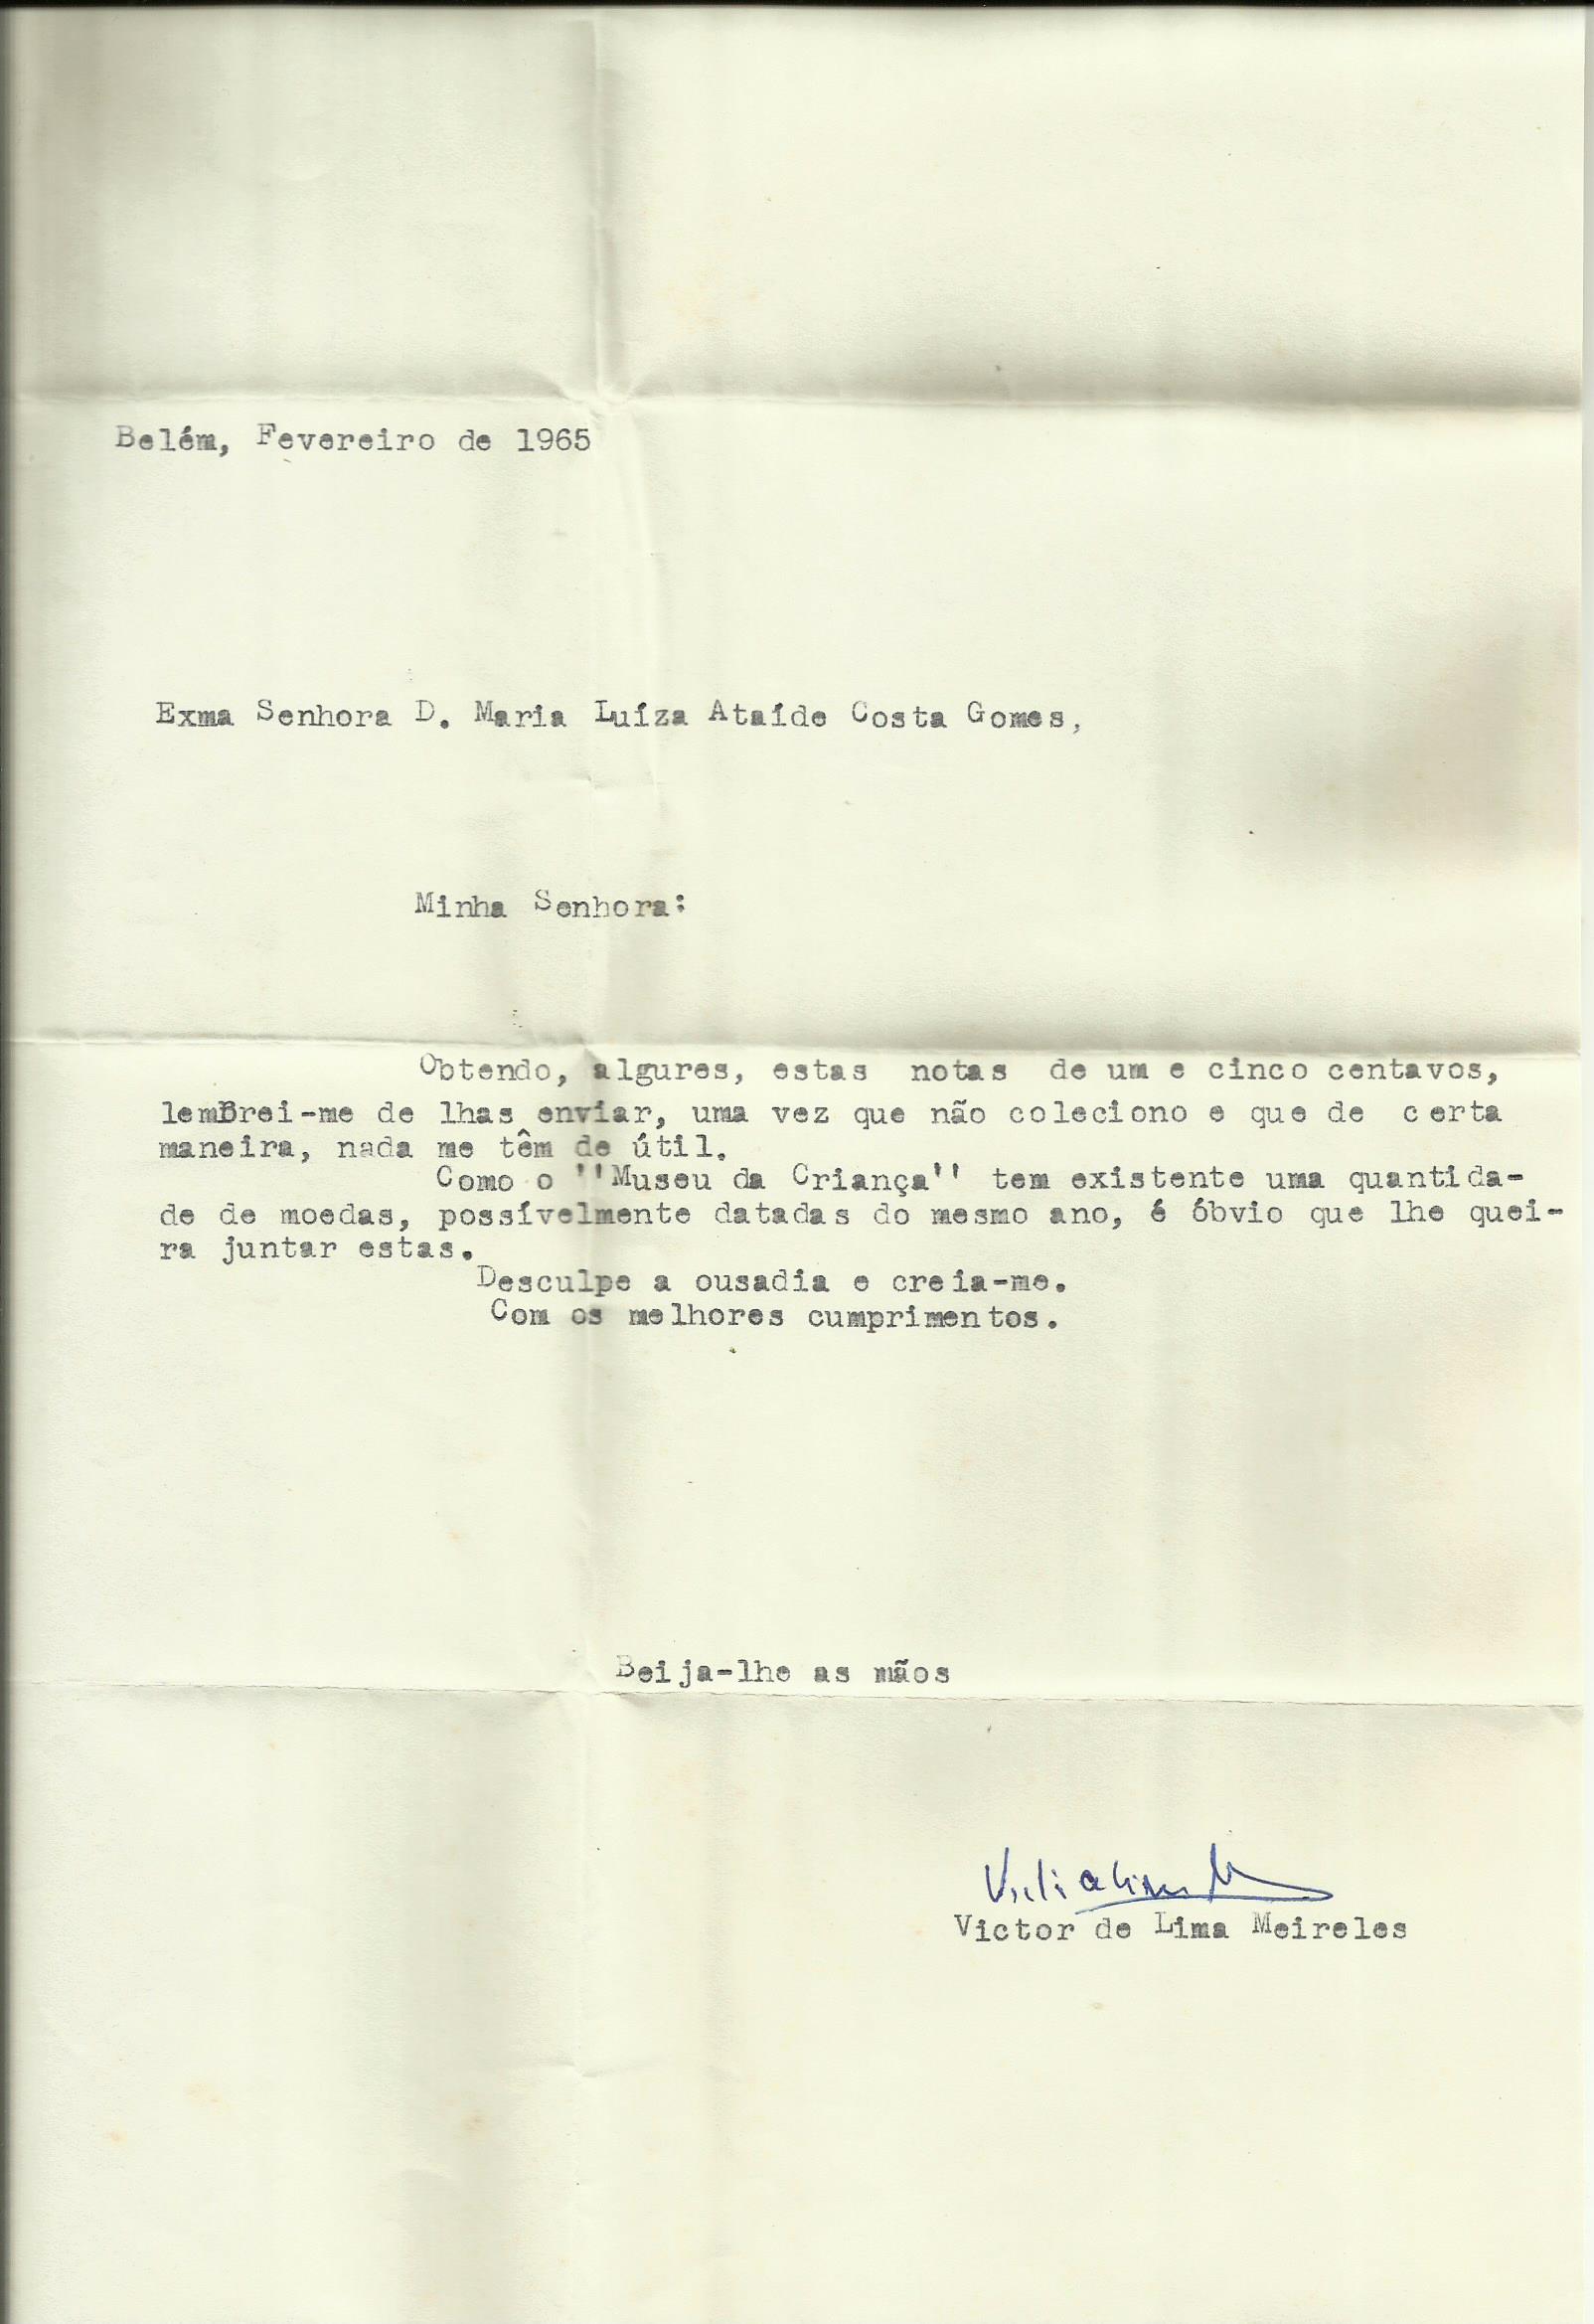 Belém, Fevereiro de 1965
Exma Senhora D. Maria Luíza Ataíde Costa Gomes,
Minha Senhora:
Obtendo, algures, estas notas de um e cinco centavos,
lemBrei-me de lhas enviar, uma vez que não coleciono e que de certa
maneira, nada me têm de útil.
Como o ''Museu da Criança'' tem existente uma quantida-
de de moedas, possívelmente datadas do mesmo ano, é óbvio que lhe quei-
ra juntar estas.
Desculpe a ousadia e creia-me.
Com os melhores cumprimentos.
Beija-lhe as mãos
Victor de Lima Meireles